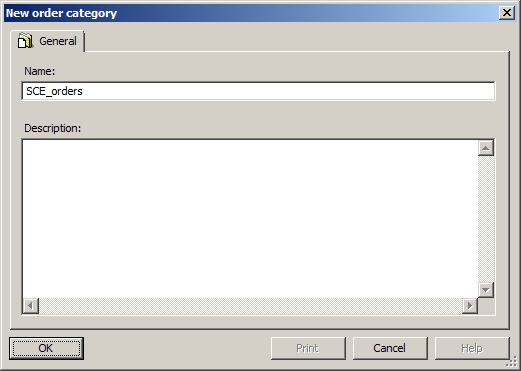 New order category
General
Name:
SCE_orders
Description:
OK Print Cancel Help